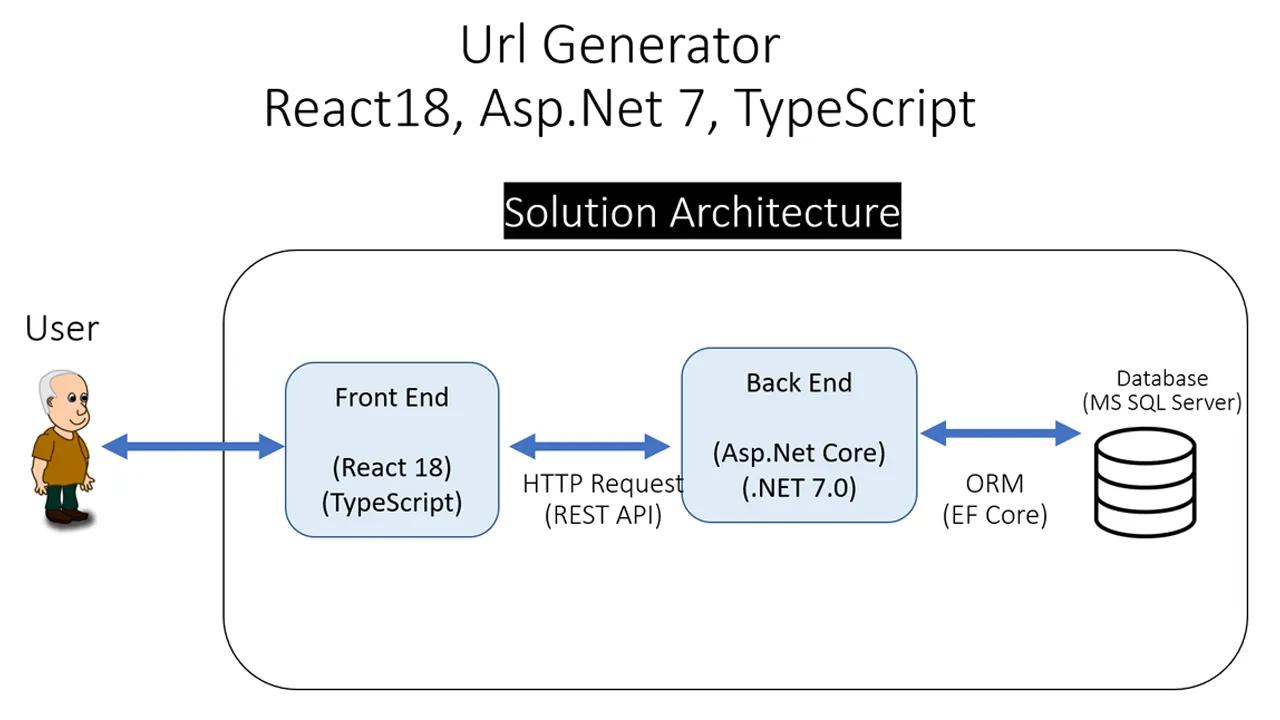 Url Generator
React18, Asp.Net 7, TypeScript
Solution Architecture
User
Front End
(React 18)
(TypeScript)
HTTP Request
(REST API)
Back End
(Asp.Net Core)
(.NET 7.0)
ORM
(EF Core)
Database
(MS SQL Server)